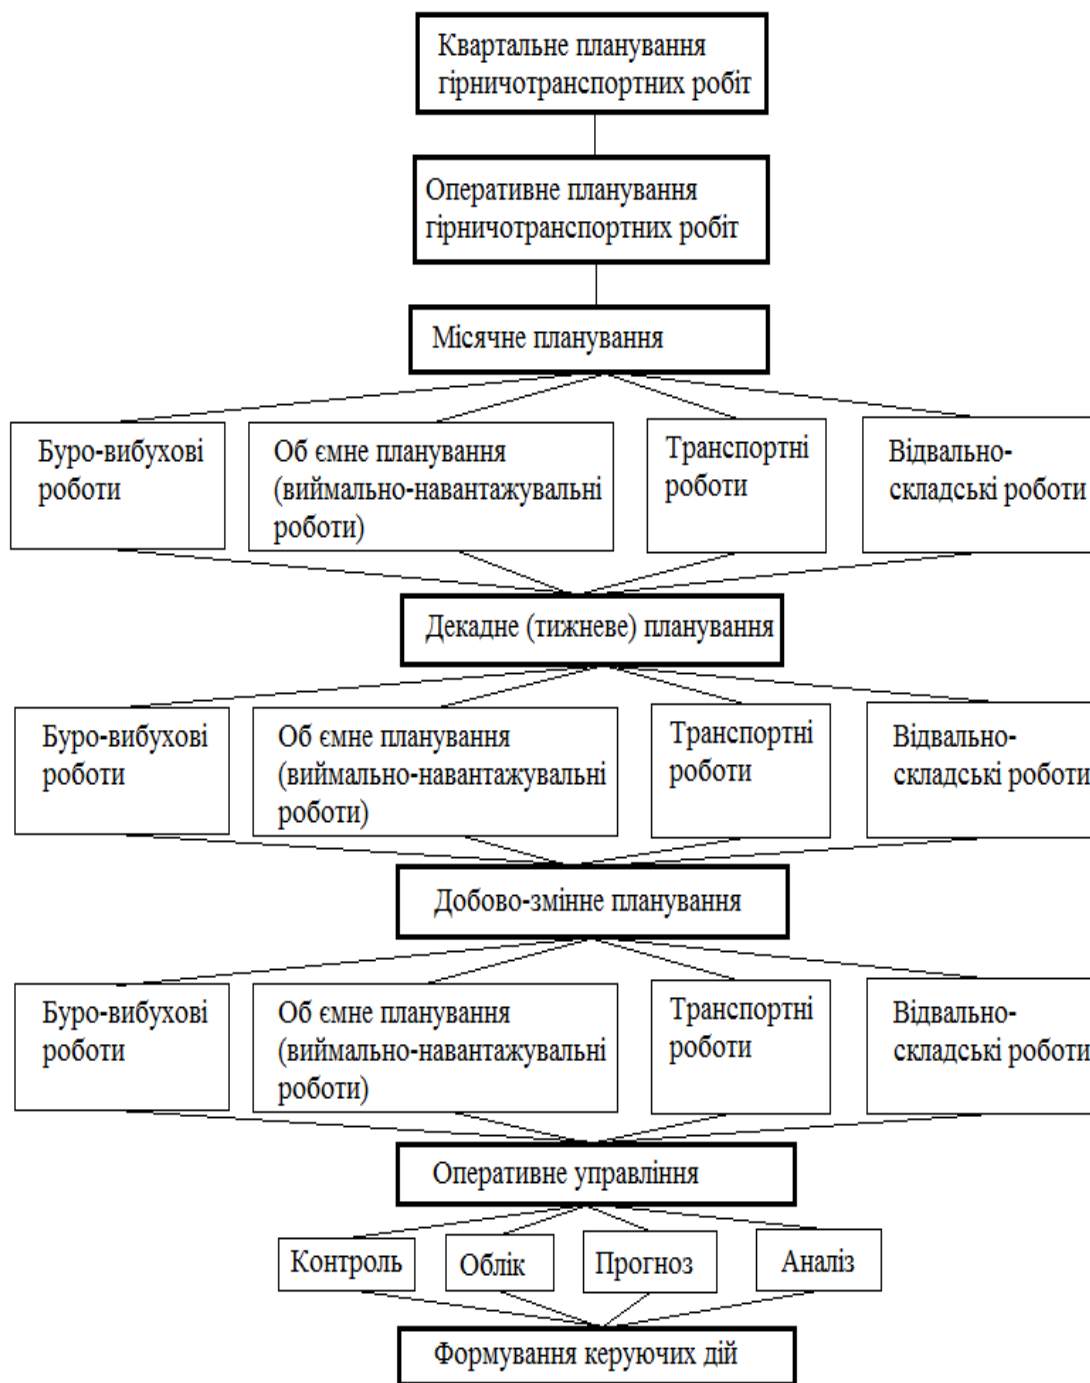 Квартальне планування
гірничотранспортних робіт
Оперативне планування
гірничотранспортних робіт
Місячне планування
Буро-вибухові
роботи
Об ємне планування
(виймально-навантажувальні
роботи)
Транспортні
роботи
Відвально-
складські роботи
Декадне (тижневе) планування
Буро-вибухові
роботи
Об ємне планування
(виймально-навантажувальні
роботи)
Транспортні
роботи
Відвально-
складські роботи
Добово-змінне планування
Буро-вибухові
роботи
Об ємне планування
(виймально-навантажувальні
роботи)
Транспортні
роботи
Відвально-
складські роботи
Оперативне управління
Контроль
Облік
Прогноз
Аналіз
Формування керуючих дій